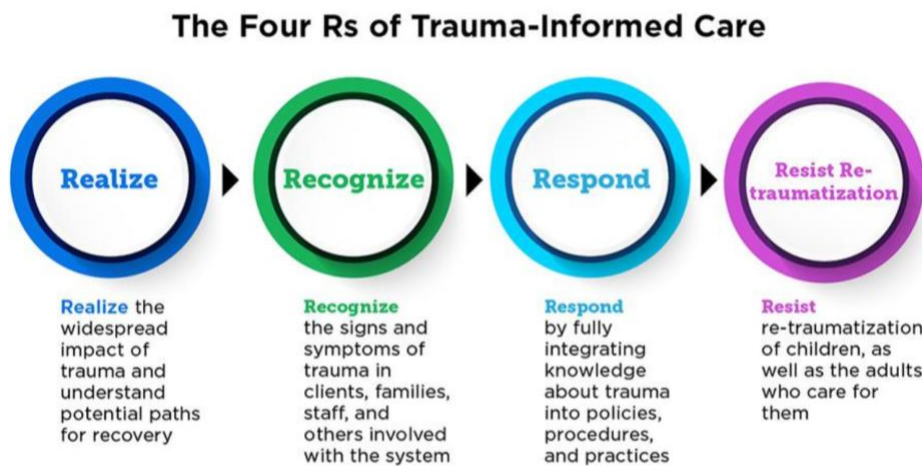 The Four Rs of Trauma-Informed Care
Realize
Recognize
Respond
Resist Re-
traumatization
Realize the
widespread
impact of
trauma and
understand
potential paths
for recovery
Recognize
the signs and
symptoms of
trauma in
clients, families,
staff, and
others involved
with the system
Respond
by fully
integrating
knowledge
about trauma
into policies,
procedures,
and practices
Resist
re-traumatization
of children, as
well as the adults
who care for
them